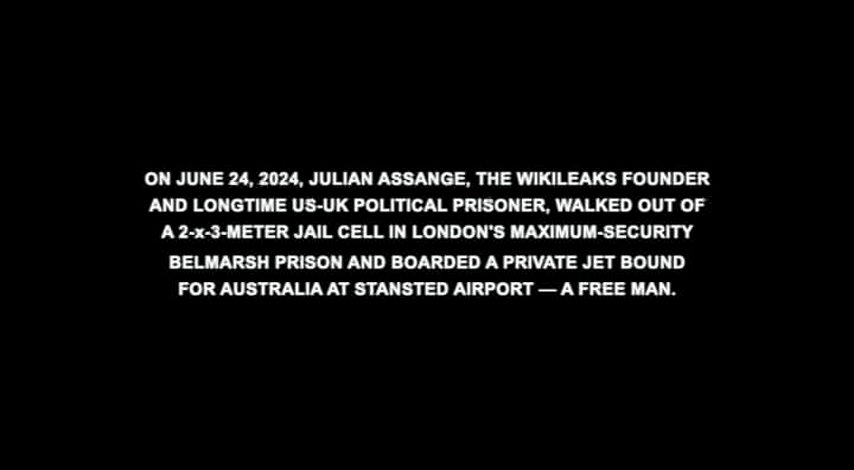 ON JUNE 24, 2024, JULIAN ASSANGE, THE WIKILEAKS FOUNDER
AND LONGTIME US-UK POLITICAL PRISONER, WALKED OUT OF
A 2-x-3-METER JAIL CELL IN LONDON'S MAXIMUM-SECURITY
BELMARSH PRISON AND BOARDED A PRIVATE JET BOUND
FOR AUSTRALIA AT STANSTED AIRPORT — A FREE MAN.